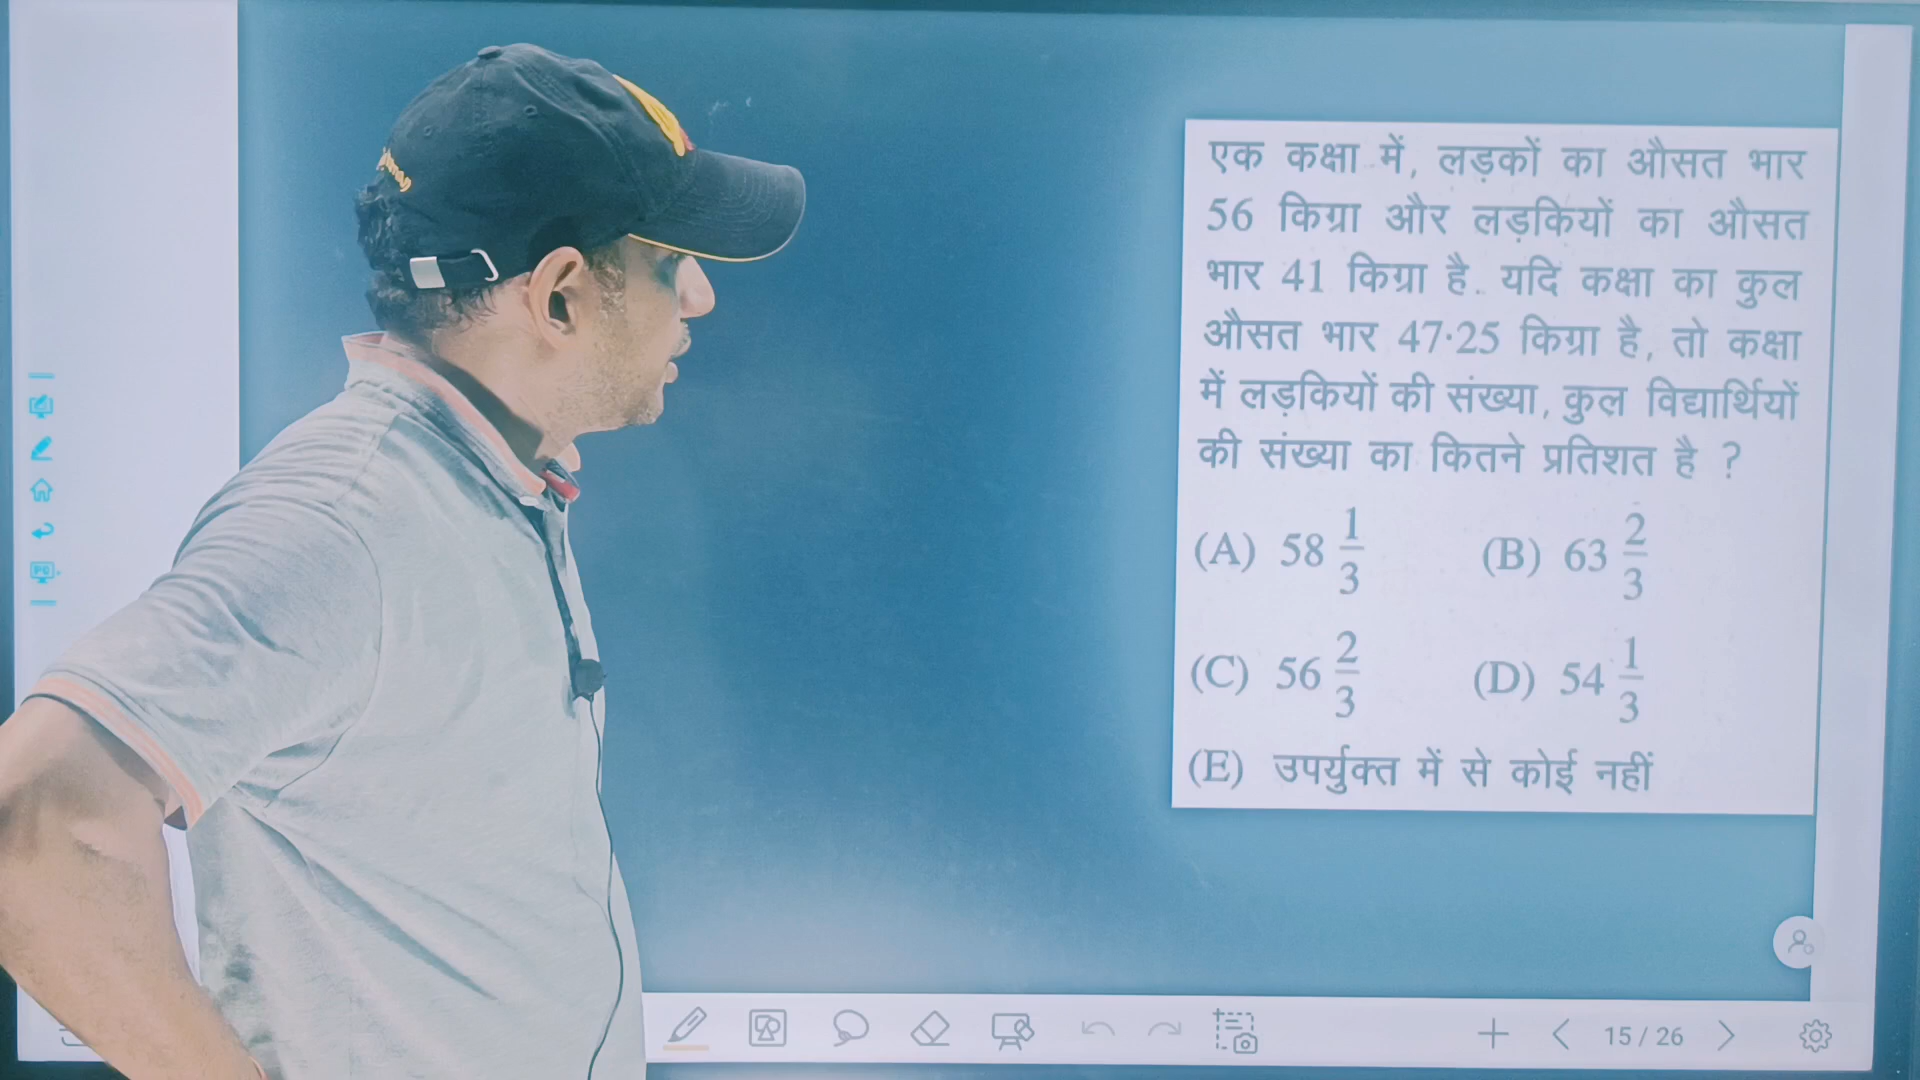 एक कक्षा में, लड़कों का औसत भार
56 किग्रा और लड़कियों का औसत
भार 41 किग्रा है. यदि कक्षा का कुल
औसत भार 47·25 किग्रा है, तो कक्षा
में लड़कियों की संख्या, कुल विद्यार्थियों
की संख्या का कितने प्रतिशत है ?
(A) 58 1/3 (B) 63 2/3
(C) 56 2/3 (D) 54 1/3
(E) उपर्युक्त में से कोई नहीं
15 / 26